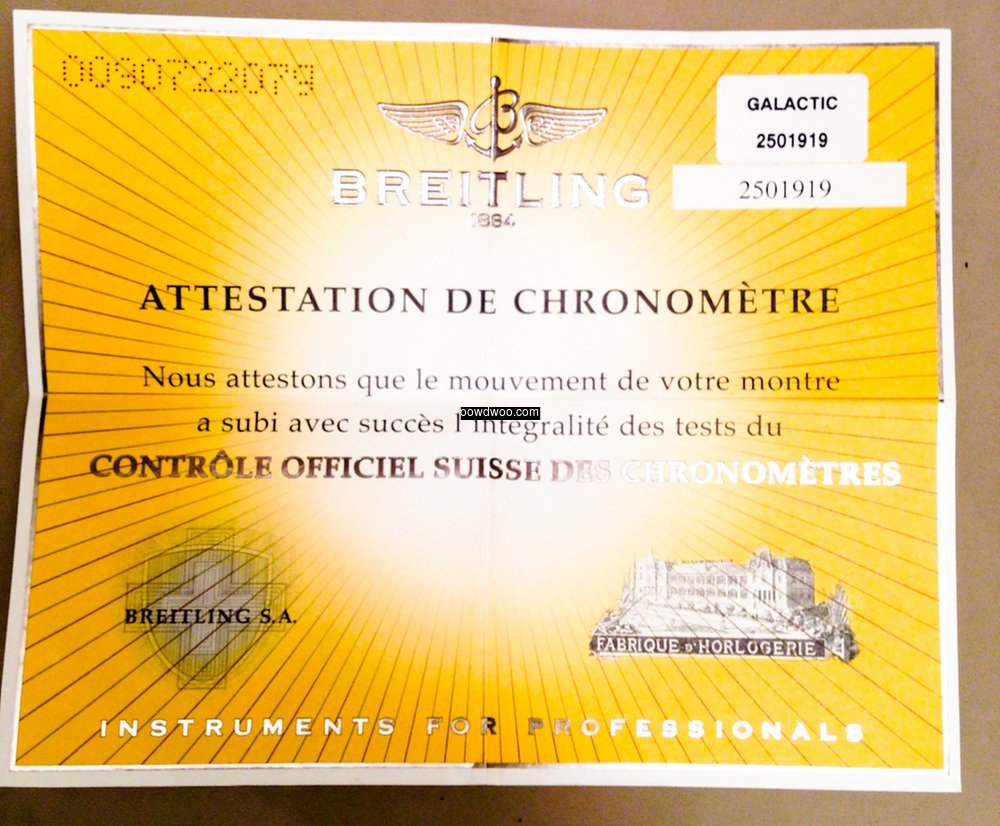 0090722079
GALACTIC
2501919
2501919
BREITLING
1884
ATTESTATION DE CHRONOMÈTRE
Nous attestons que le mouvement de votre montre
a subi avec succès l'intégralité des tests du
oowdwoo.com
CONTRÔLE OFFICIEL SUISSE DES CHRONOMÈTRES
BREITLING S.A.
FABRIQUE D'HORLOGERIE
INSTRUMENTS FOR PROFESSIONALS